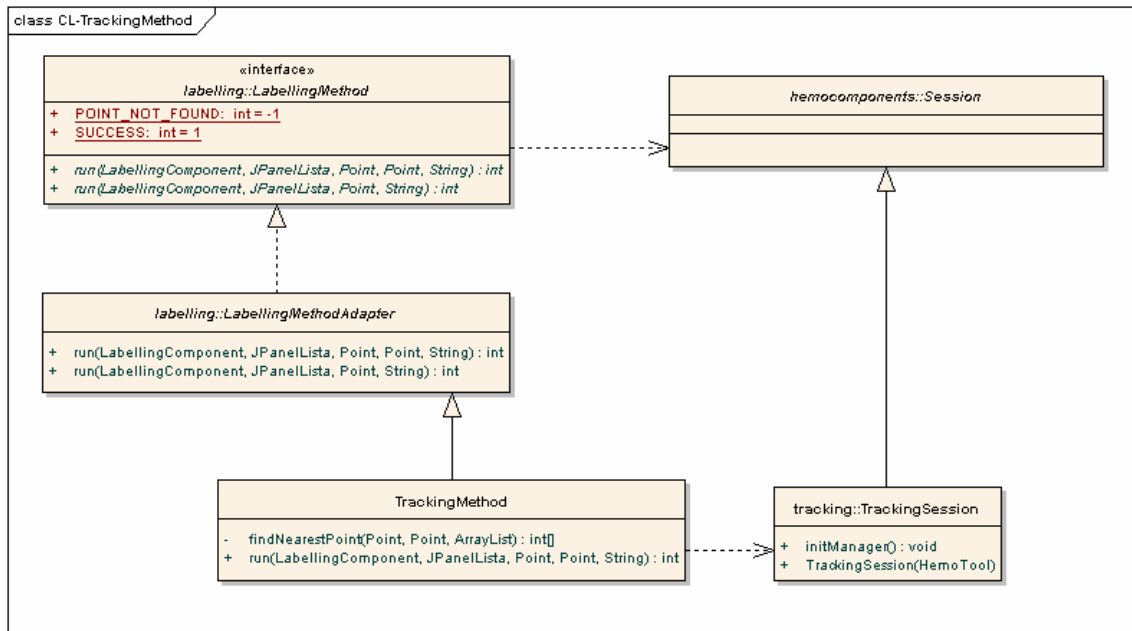 class CL-TrackingMethod
«interface»
labelling::LabellingMethod
+ POINT_NOT_FOUND: int = -1
+ SUCCESS: int = 1
+ run(LabellingComponent, JPanelLista, Point, Point, String) : int
+ run(LabellingComponent, JPanelLista, Point, String) : int
hemocomponents::Session
labelling::LabellingMethodAdapter
+ run(LabellingComponent, JPanelLista, Point, Point, String) : int
+ run(LabellingComponent, JPanelLista, Point, String) : int
TrackingMethod
- findNearestPoint(Point, Point, ArrayList) : int[]
+ run(LabellingComponent, JPanelLista, Point, Point, String) : int
tracking::TrackingSession
+ initManager() : void
+ TrackingSession(HemoTool)